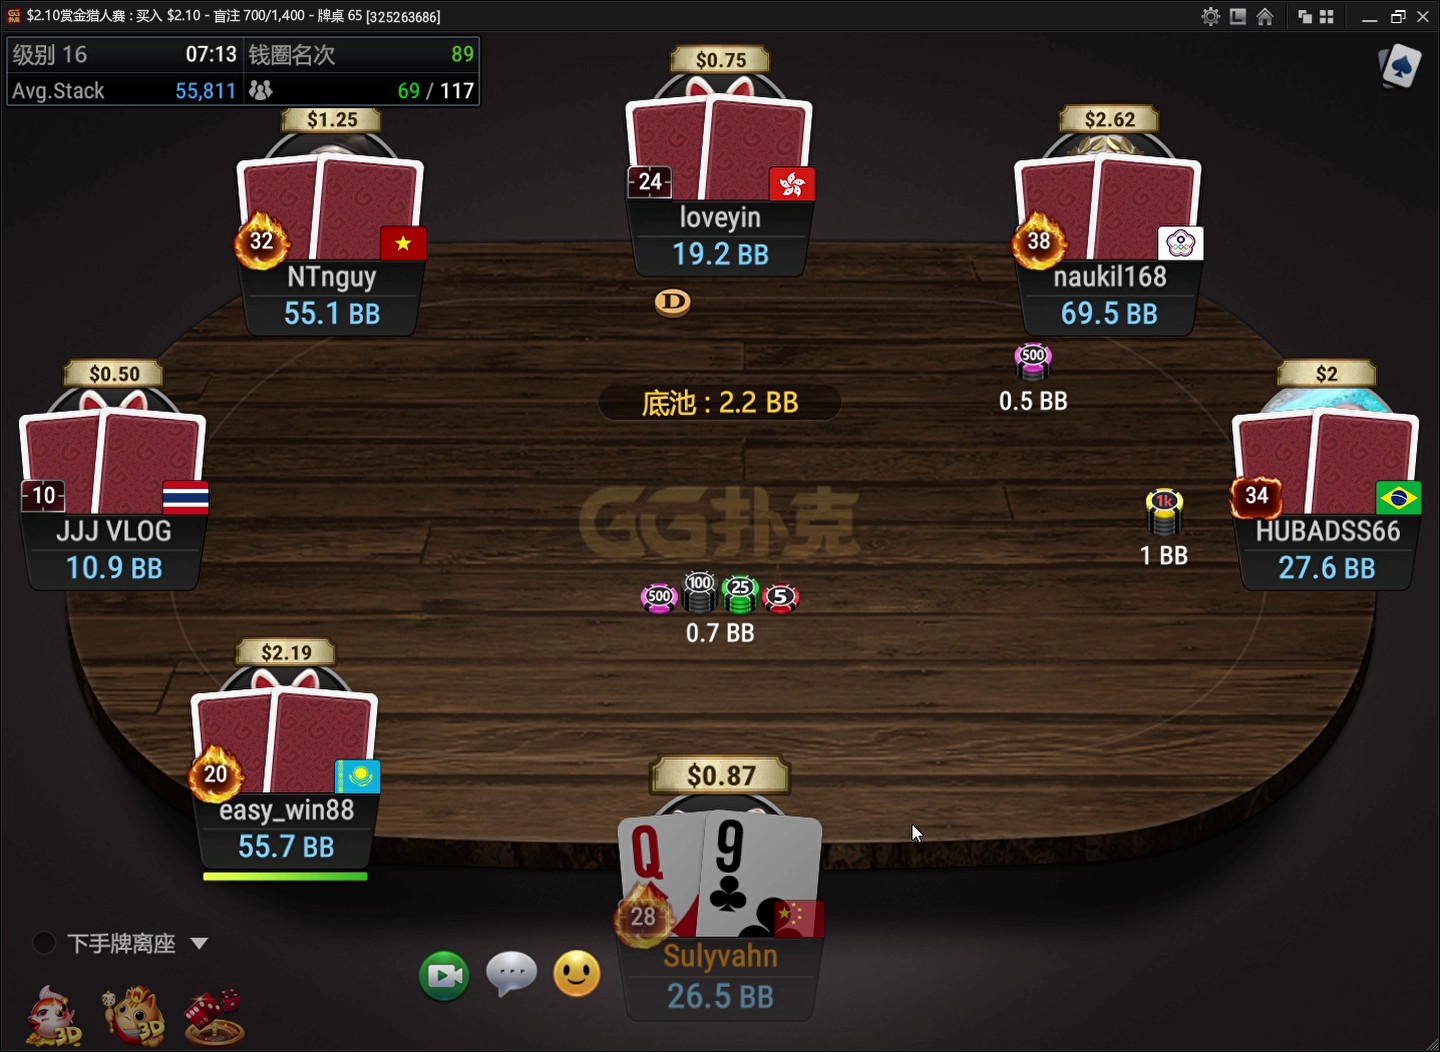 $2.10赏金猎人赛 : 买入 $2.10 - 盲注 700/1,400 - 牌桌 65 [325263686]
级别 16 07:13 钱圈名次 89
Avg.Stack 55,811 69 / 117
$0.75
24
loveyin
19.2 BB
$1.25
32
NTnguy
55.1 BB
$2.62
38
naukil168
69.5 BB
D
500
0.5 BB
底池 : 2.2 BB
$0.50
10
JJJ VLOG
10.9 BB
$2
34
HUBADSS66
27.6 BB
1k
1 BB
GG扑克
500 100 25 5
0.7 BB
$2.19
20
easy_win88
55.7 BB
$0.87
Q 9
28
Sulyvahn
26.5 BB
下手牌离座
3D 3D